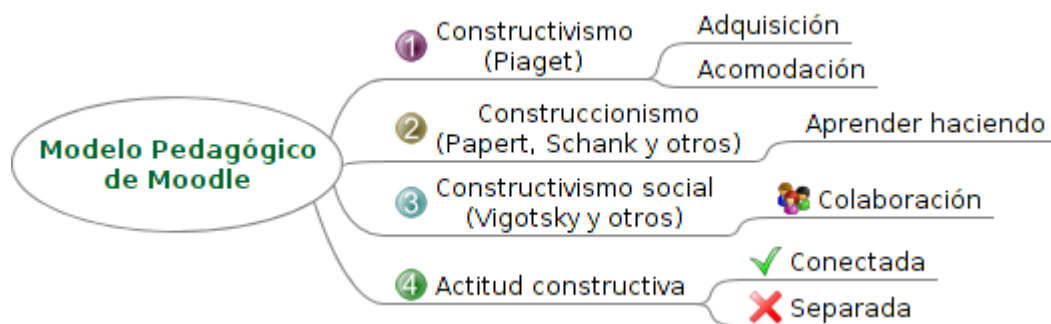 Modelo Pedagógico
de Moodle
1 Constructivismo
(Piaget)
Adquisición
Acomodación
2 Construccionismo
(Papert, Schank y otros)
Aprender haciendo
3 Constructivismo social
(Vigotsky y otros)
Colaboración
4 Actitud constructiva
Conectada
Separada